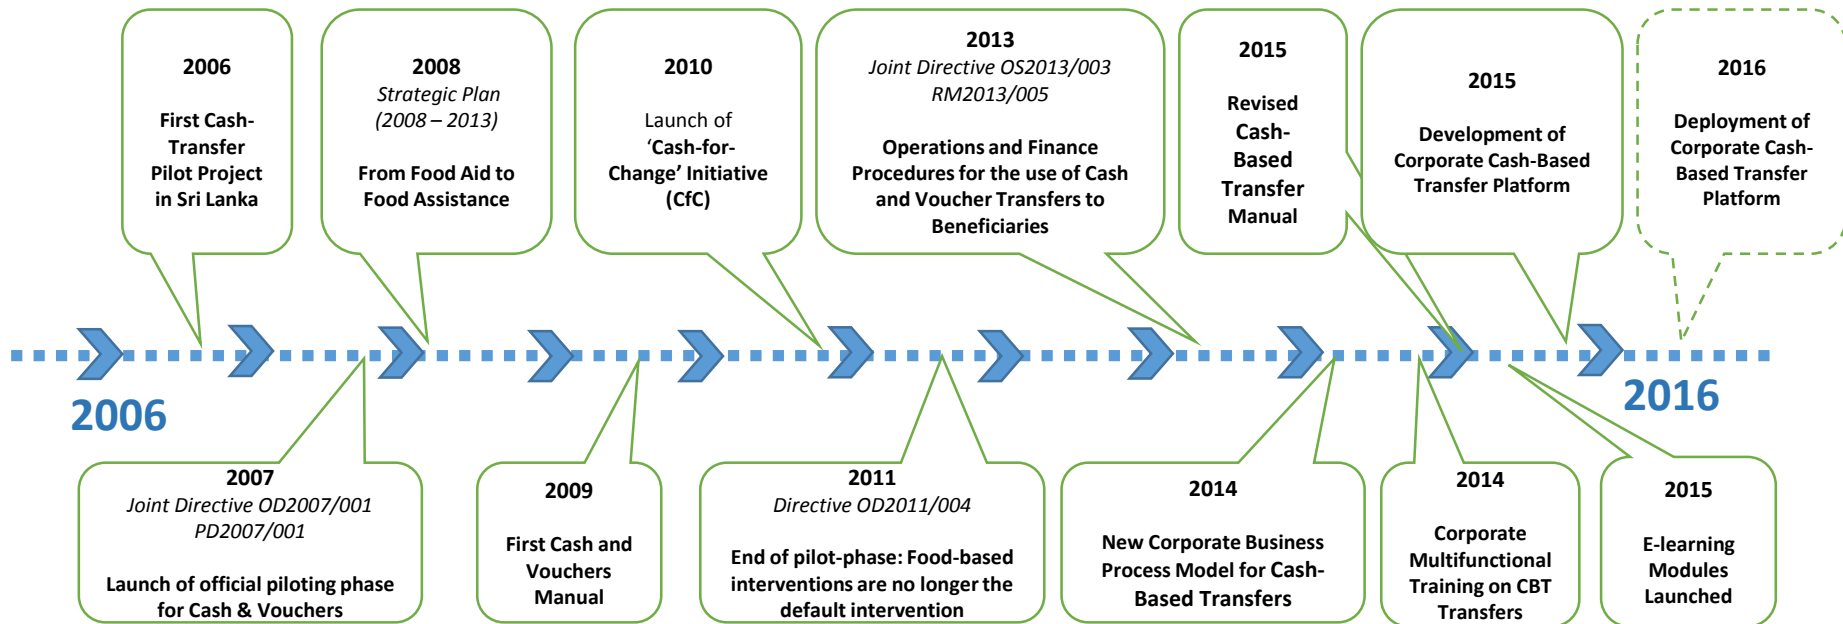 2006
First Cash-
Transfer
Pilot Project
in Sri Lanka
2008
Strategic Plan
(2008 – 2013)
From Food Aid to
Food Assistance
2010
Launch of
‘Cash-for-
Change’ Initiative
(CfC)
2013
Joint Directive OS2013/003
RM2013/005
Operations and Finance
Procedures for the use of Cash
and Voucher Transfers to
Beneficiaries
2015
Revised
Cash-
Based
Transfer
Manual
2015
Development of
Corporate Cash-Based
Transfer Platform
2016
Deployment of
Corporate Cash-
Based Transfer
Platform
2006
2016
2007
Joint Directive OD2007/001
PD2007/001
Launch of official piloting phase
for Cash & Vouchers
2009
First Cash and
Vouchers
Manual
2011
Directive OD2011/004
End of pilot-phase: Food-based
interventions are no longer the
default intervention
2014
New Corporate Business
Process Model for Cash-
Based Transfers
2014
Corporate
Multifunctional
Training on CBT
Transfers
2015
E-learning
Modules
Launched